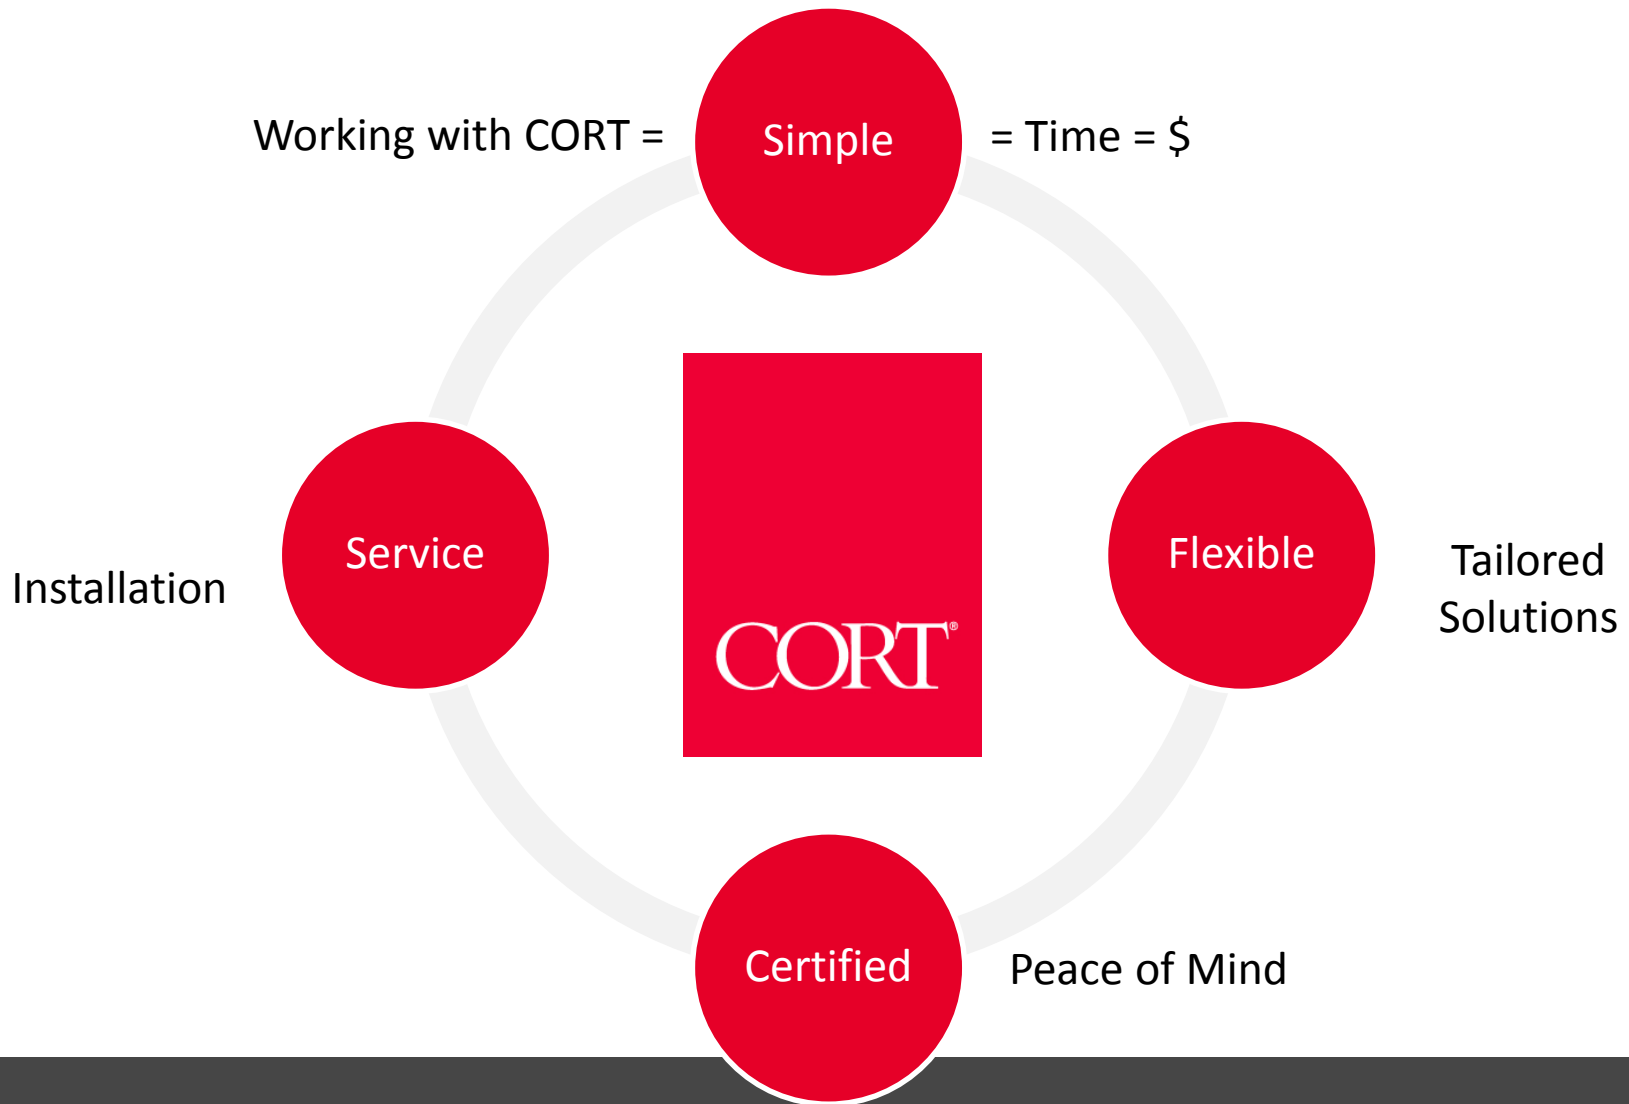 Working with CORT = Simple = Time = $
Service
Flexible
Installation
Tailored
Solutions
CORT®
Certified
Peace of Mind